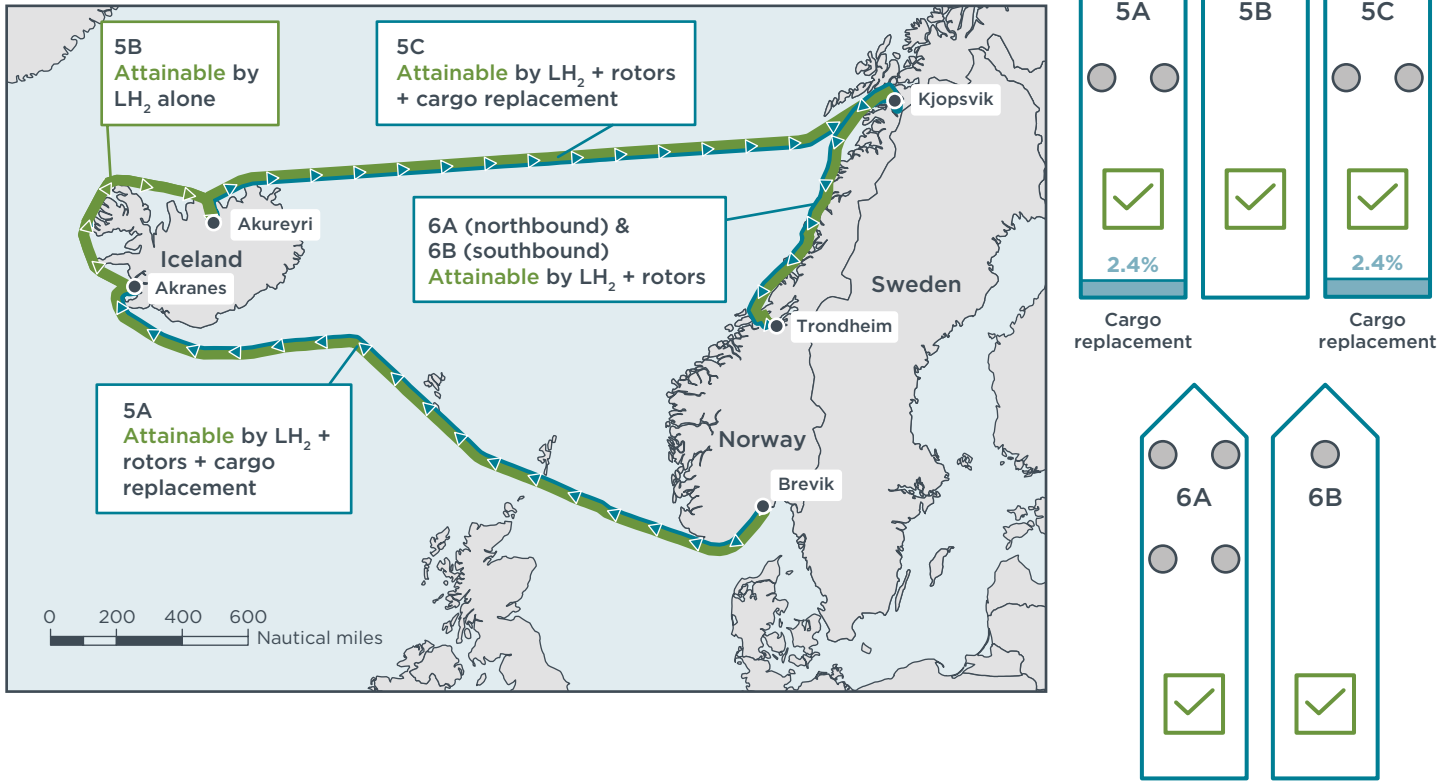 5B
Attainable by
LH₂ alone
5C
Attainable by LH₂ + rotors
+ cargo replacement
Kjopsvik
Akureyri
Iceland
Akranes
6A (northbound) &
6B (southbound)
Attainable by LH₂ + rotors
Sweden
Trondheim
5A
Attainable by LH₂ +
rotors + cargo
replacement
Norway
Brevik
0 200 400 600
Nautical miles
5A
5B
5C
2.4%
2.4%
Cargo
replacement
Cargo
replacement
6A
6B